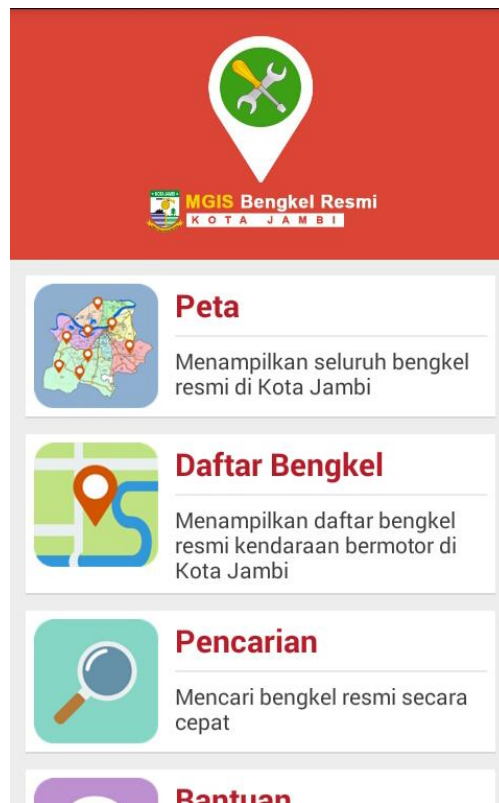 MGIS Bengkel Resmi
KOTA JAMBI
Peta
Menampilkan seluruh bengkel
resmi di Kota Jambi
Daftar Bengkel
Menampilkan daftar bengkel
resmi kendaraan bermotor di
Kota Jambi
Pencarian
Mencari bengkel resmi secara
cepat
Bantuan